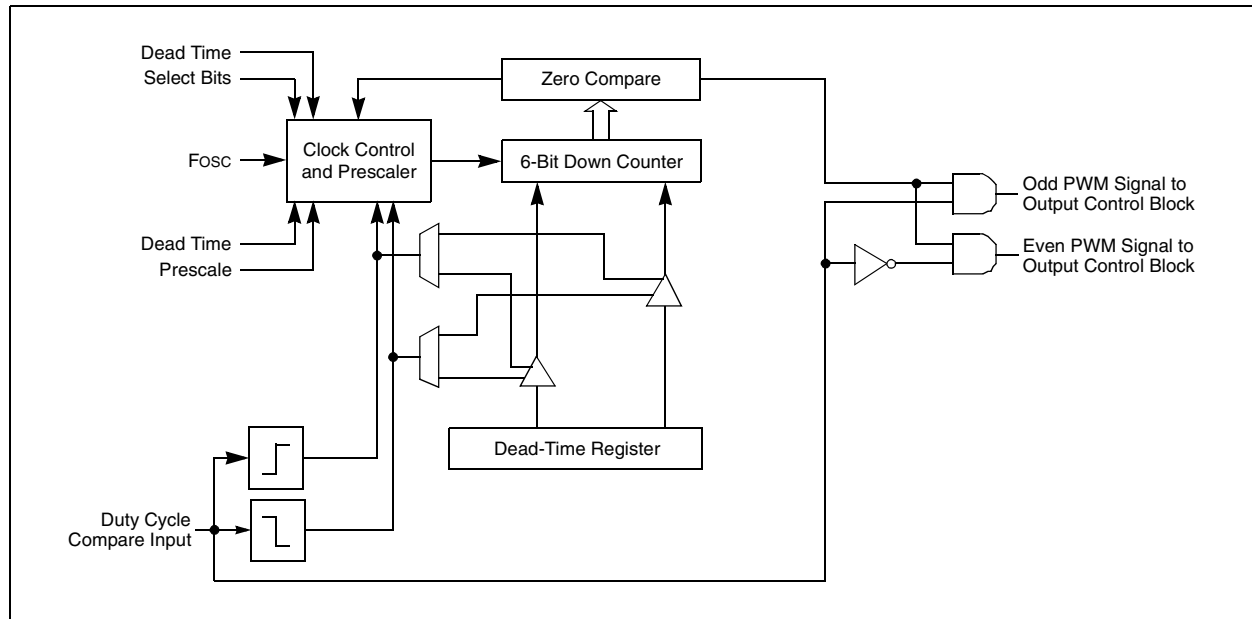 Dead Time
Select Bits
Zero Compare
Clock Control
and Prescaler
6-Bit Down Counter
FOSC
Odd PWM Signal to
Output Control Block
Even PWM Signal to
Output Control Block
Dead Time
Prescale
Dead-Time Register
Duty Cycle
Compare Input